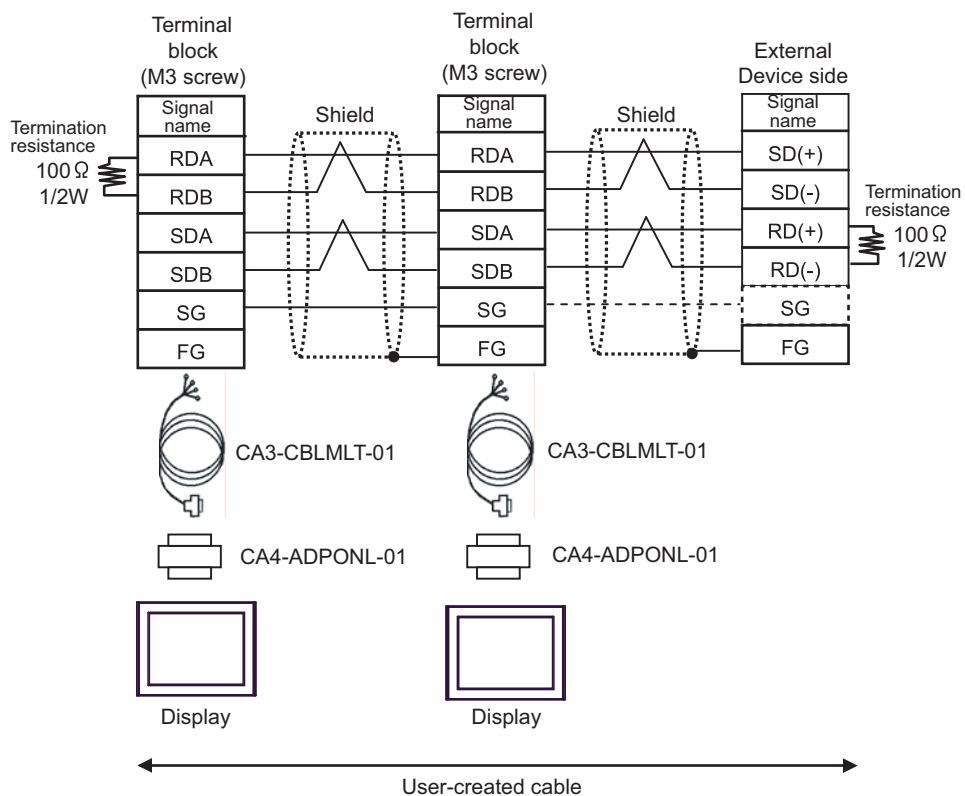 Terminal
block
(M3 screw)
Terminal
block
(M3 screw)
External
Device side
Termination
resistance
100 Ω
1/2W
Signal
name
RDA
RDB
SDA
SDB
SG
FG
Shield
Signal
name
RDA
RDB
SDA
SDB
SG
FG
Shield
Signal
name
SD(+)
SD(-)
RD(+)
RD(-)
SG
FG
Termination
resistance
100 Ω
1/2W
CA3-CBLMLT-01
CA3-CBLMLT-01
CA4-ADPONL-01
CA4-ADPONL-01
Display
Display
User-created cable